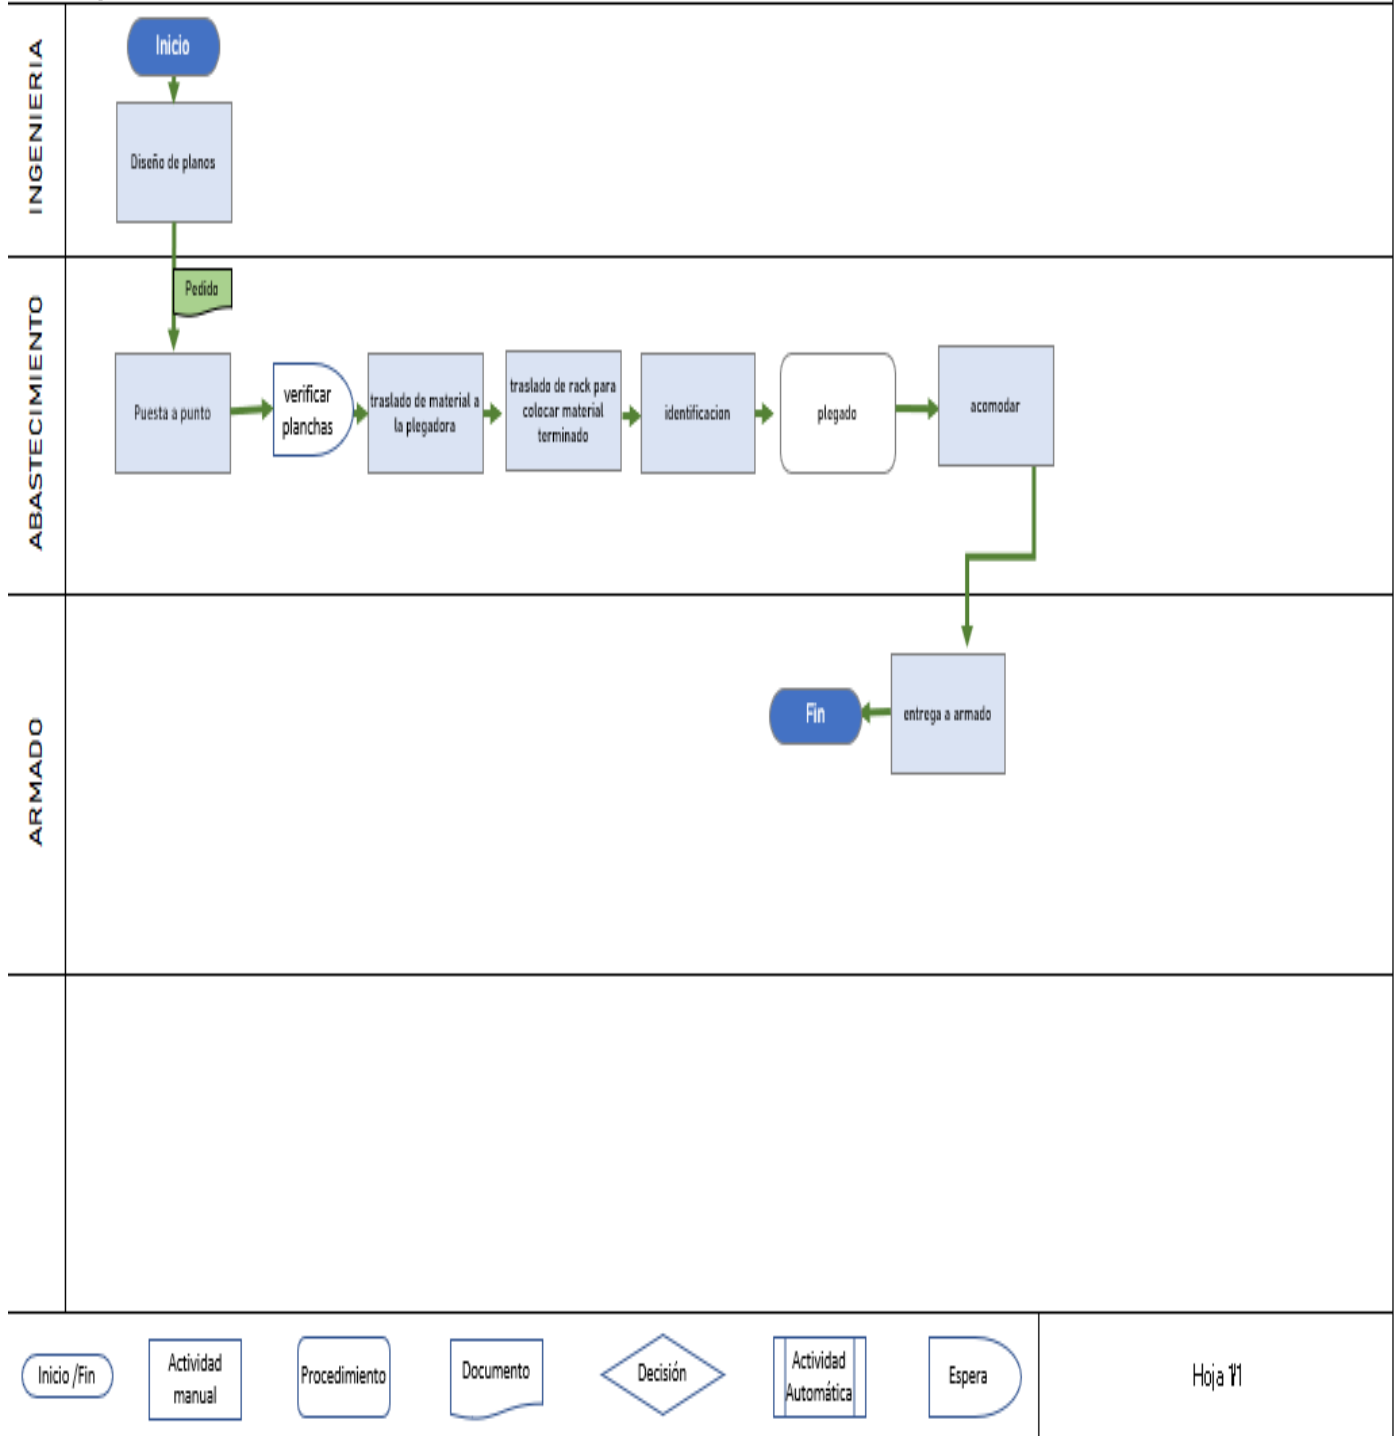 INGENIERIA
Inicio
Diseño de planos
ABASTECIMIENTO
Pedido
Puesta a punto
verificar
planchas
traslado de material a
la plegadora
traslado de rack para
colocar material
terminado
identificacion
plegado
acomodar
ARMADO
Fin
entrega a armado
Inicio /Fin
Actividad
manual
Procedimiento
Documento
Decisión
Actividad
Automática
Espera
Hoja 1/1